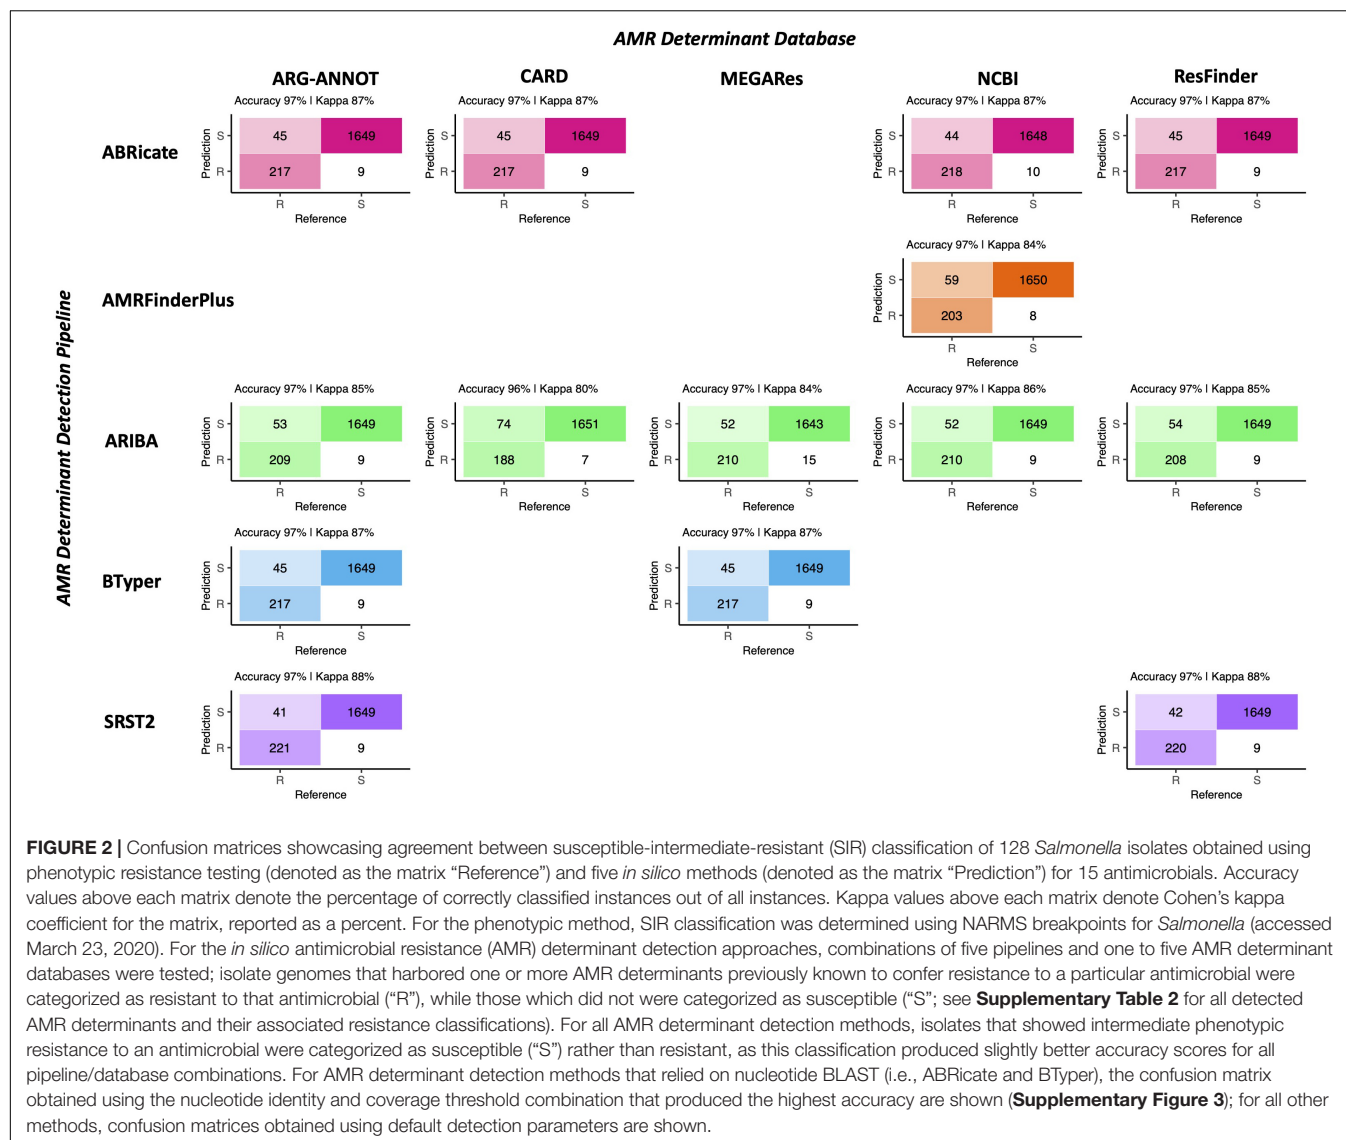 AMR Determinant Database
ARG-ANNOT CARD MEGARes NCBI ResFinder
AMR Determinant Detection Pipeline
ABRicate
Accuracy 97% | Kappa 87%
Prediction
S 45 1649
R 217 9
R S
Reference
Accuracy 97% | Kappa 87%
Prediction
S 45 1649
R 217 9
R S
Reference
Accuracy 97% | Kappa 87%
Prediction
S 44 1648
R 218 10
R S
Reference
Accuracy 97% | Kappa 87%
Prediction
S 45 1649
R 217 9
R S
Reference
AMRFinderPlus
Accuracy 97% | Kappa 84%
Prediction
S 59 1650
R 203 8
R S
Reference
ARIBA
Accuracy 97% | Kappa 85%
Prediction
S 53 1649
R 209 9
R S
Reference
Accuracy 96% | Kappa 80%
Prediction
S 74 1651
R 188 7
R S
Reference
Accuracy 97% | Kappa 84%
Prediction
S 52 1643
R 210 15
R S
Reference
Accuracy 97% | Kappa 86%
Prediction
S 52 1649
R 210 9
R S
Reference
Accuracy 97% | Kappa 85%
Prediction
S 54 1649
R 208 9
R S
Reference
BTyper
Accuracy 97% | Kappa 87%
Prediction
S 45 1649
R 217 9
R S
Reference
Accuracy 97% | Kappa 87%
Prediction
S 45 1649
R 217 9
R S
Reference
SRST2
Accuracy 97% | Kappa 88%
Prediction
S 41 1649
R 221 9
R S
Reference
Accuracy 97% | Kappa 88%
Prediction
S 42 1649
R 220 9
R S
Reference
FIGURE 2 | Confusion matrices showcasing agreement between susceptible-intermediate-resistant (SIR) classification of 128 Salmonella isolates obtained using
phenotypic resistance testing (denoted as the matrix “Reference”) and five in silico methods (denoted as the matrix “Prediction”) for 15 antimicrobials. Accuracy
values above each matrix denote the percentage of correctly classified instances out of all instances. Kappa values above each matrix denote Cohen’s kappa
coefficient for the matrix, reported as a percent. For the phenotypic method, SIR classification was determined using NARMS breakpoints for Salmonella (accessed
March 23, 2020). For the in silico antimicrobial resistance (AMR) determinant detection approaches, combinations of five pipelines and one to five AMR determinant
databases were tested; isolate genomes that harbored one or more AMR determinants previously known to confer resistance to a particular antimicrobial were
categorized as resistant to that antimicrobial (“R”), while those which did not were categorized as susceptible (“S”; see Supplementary Table 2 for all detected
AMR determinants and their associated resistance classifications). For all AMR determinant detection methods, isolates that showed intermediate phenotypic
resistance to an antimicrobial were categorized as susceptible (“S”) rather than resistant, as this classification produced slightly better accuracy scores for all
pipeline/database combinations. For AMR determinant detection methods that relied on nucleotide BLAST (i.e., ABRicate and BTyper), the confusion matrix
obtained using the nucleotide identity and coverage threshold combination that produced the highest accuracy are shown (Supplementary Figure 3); for all other
methods, confusion matrices obtained using default detection parameters are shown.